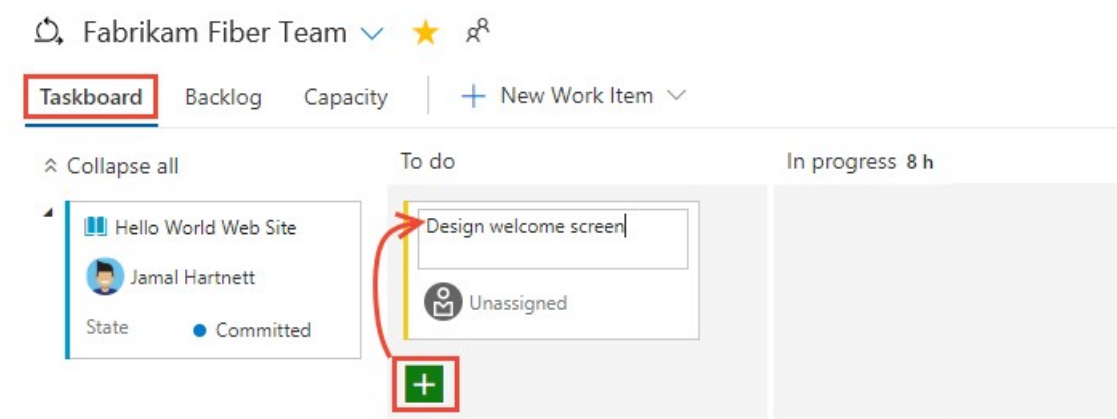 Fabrikam Fiber Team
Taskboard Backlog Capacity New Work Item
Collapse all To do In progress 8 h
Hello World Web Site
Jamal Hartnett
State Committed
Design welcome screen
Unassigned